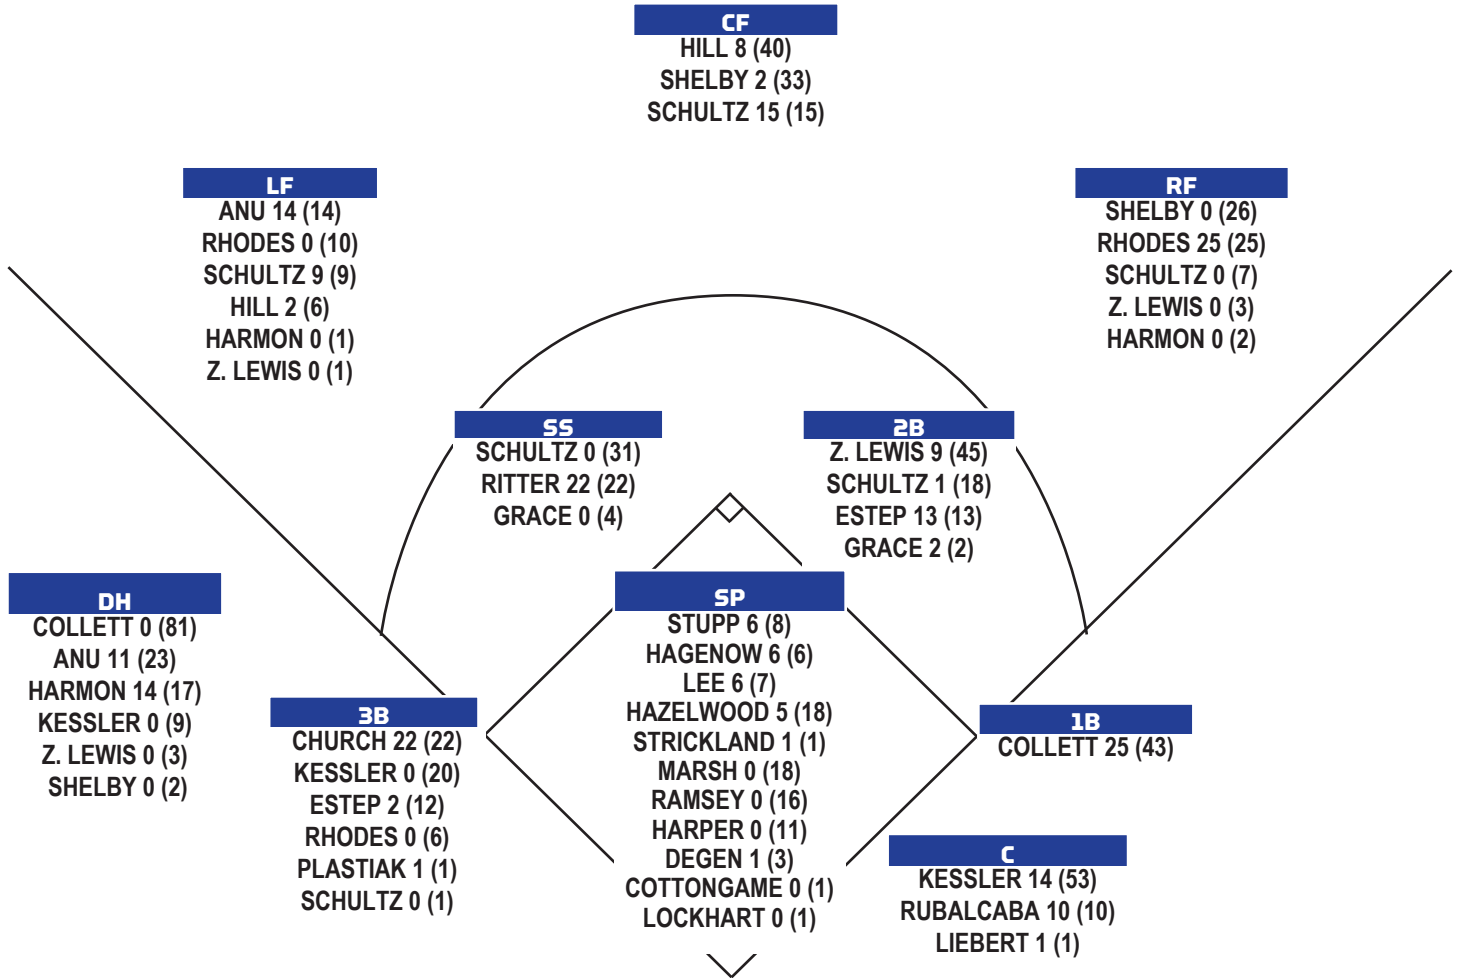 CF
HILL 8 (40)
SHELBY 2 (33)
SCHULTZ 15 (15)
LF
ANU 14 (14)
RHODES 0 (10)
SCHULTZ 9 (9)
HILL 2 (6)
HARMON 0 (1)
Z. LEWIS 0 (1)
RF
SHELBY 0 (26)
RHODES 25 (25)
SCHULTZ 0 (7)
Z. LEWIS 0 (3)
HARMON 0 (2)
SS
SCHULTZ 0 (31)
RITTER 22 (22)
GRACE 0 (4)
2B
Z. LEWIS 9 (45)
SCHULTZ 1 (18)
ESTEP 13 (13)
GRACE 2 (2)
DH
COLLETT 0 (81)
ANU 11 (23)
HARMON 14 (17)
KESSLER 0 (9)
Z. LEWIS 0 (3)
SHELBY 0 (2)
3B
CHURCH 22 (22)
KESSLER 0 (20)
ESTEP 2 (12)
RHODES 0 (6)
PLASTIAK 1 (1)
SCHULTZ 0 (1)
SP
STUPP 6 (8)
HAGENOW 6 (6)
LEE 6 (7)
HAZELWOOD 5 (18)
STRICKLAND 1 (1)
MARSH 0 (18)
RAMSEY 0 (16)
HARPER 0 (11)
DEGEN 1 (3)
COTTONGAME 0 (1)
LOCKHART 0 (1)
1B
COLLETT 25 (43)
C
KESSLER 14 (53)
RUBALCABA 10 (10)
LIEBERT 1 (1)